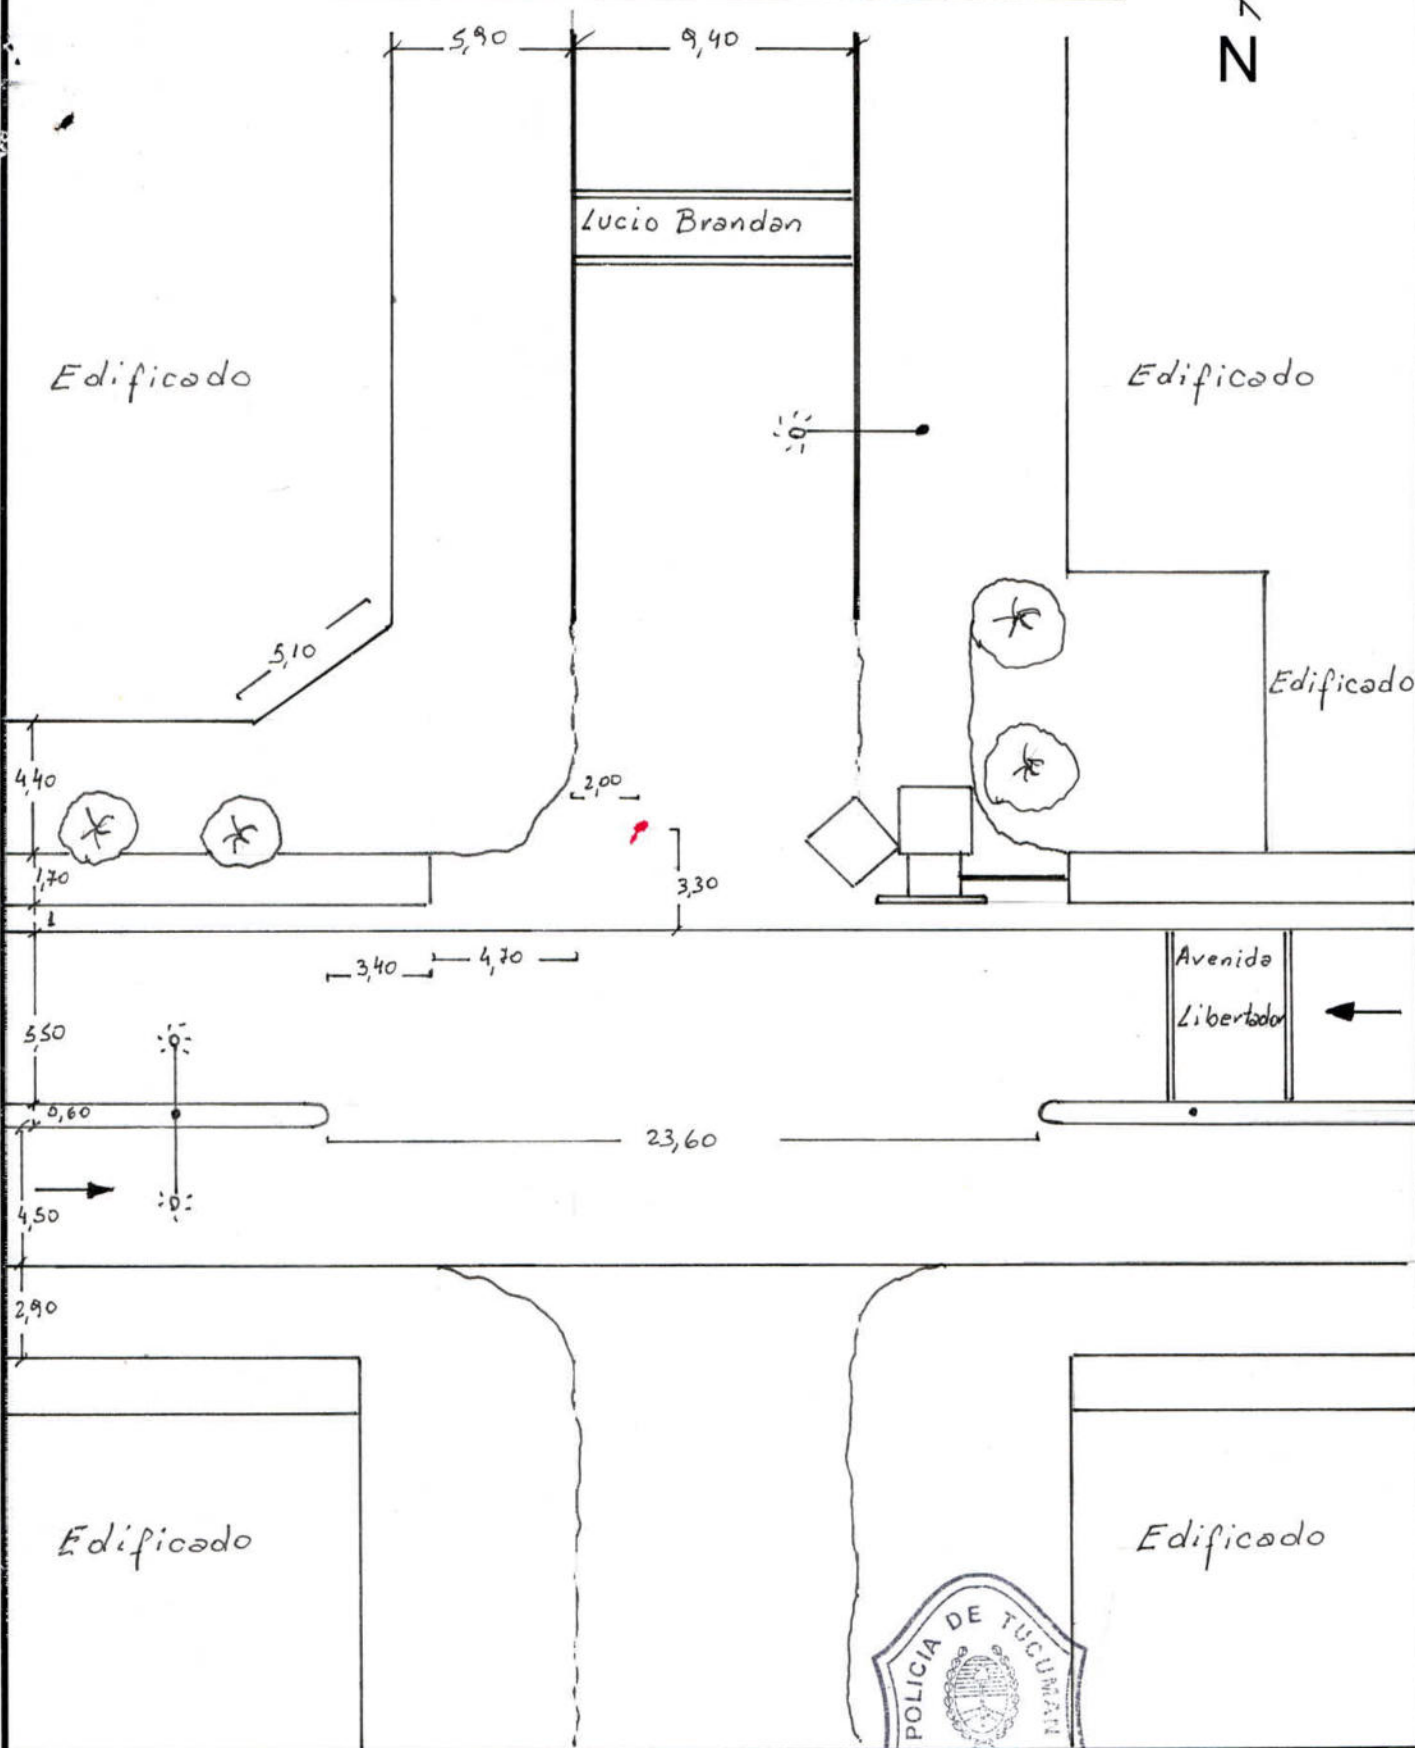 N
5,90
9,40
Lucio Brandan
Edificado
Edificado
5,10
Edificado
4,40
2,00
1,70
3,30
1
3,40
4,70
Avenida
Libertador
5,50
0,60
23,60
4,50
2,90
Edificado
Edificado
POLICIA DE TUCUMAN